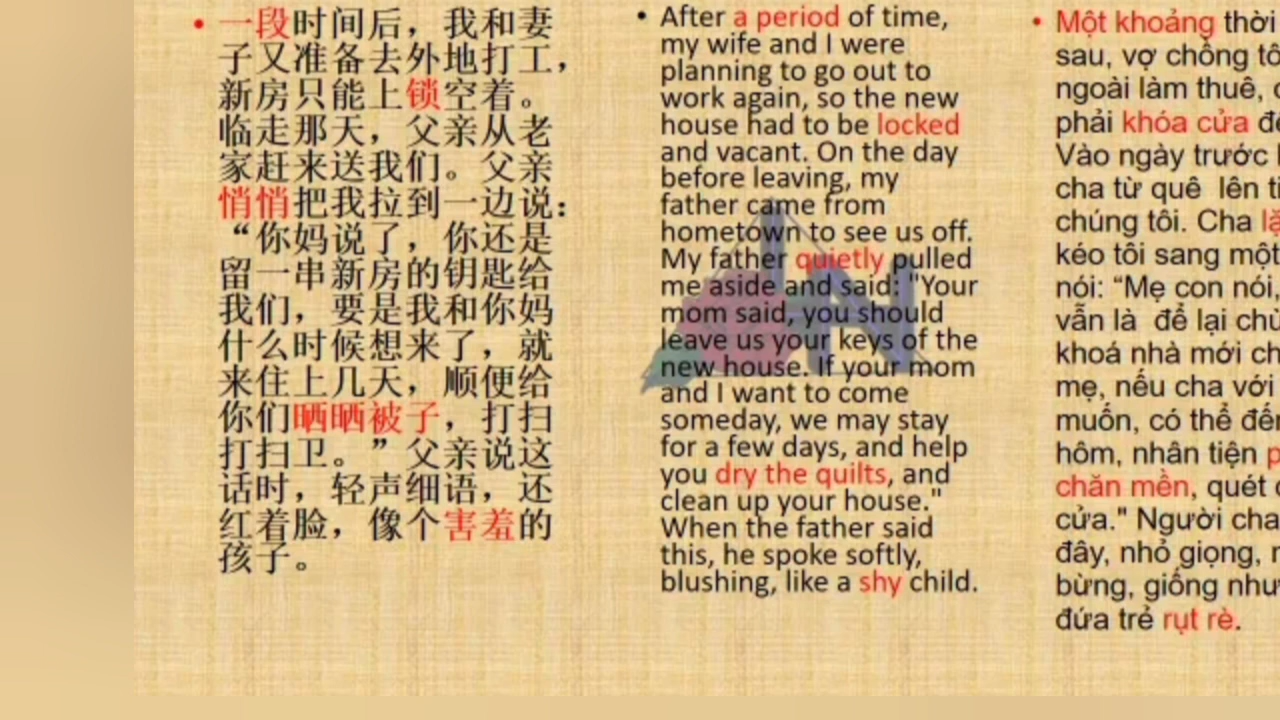 • 一段时间后，我和妻
子又准备去外地打工，
新房只能上锁空着。
临走那天，父亲从老
家赶来送我们。父亲
悄悄把我拉到一边说：
“你妈说了，你还是
留一串新房的钥匙给
我们，要是我和你妈
什么时候想来了，就
来住上几天，顺便给
你们晒晒被子，打扫
打扫卫。”父亲说这
话时，轻声细语，还
红着脸，像个害羞的
孩子。
• After a period of time,
my wife and I were
planning to go out to
work again, so the new
house had to be locked
and vacant. On the day
before leaving, my
father came from
hometown to see us off.
My father quietly pulled
me aside and said: "Your
mom said, you should
leave us your keys of the
new house. If your mom
and I want to come
someday, we may stay
for a few days, and help
you dry the quilts, and
clean up your house."
When the father said
this, he spoke softly,
blushing, like a shy child.
• Một khoảng thời
sau, vợ chồng
ngoài làm thuê,
phải khóa cửa
Vào ngày trước
cha từ quê lên
chúng tôi. Cha
kéo tôi sang một
nói: “Mẹ con nói,
vẫn là để lại
khoá nhà mới
mẹ, nếu cha với
muốn, có thể
hôm, nhân tiện
chăn mền, quét
cửa." Người cha
đây, nhỏ giọng,
bừng, giống
đứa trẻ rụt rè.